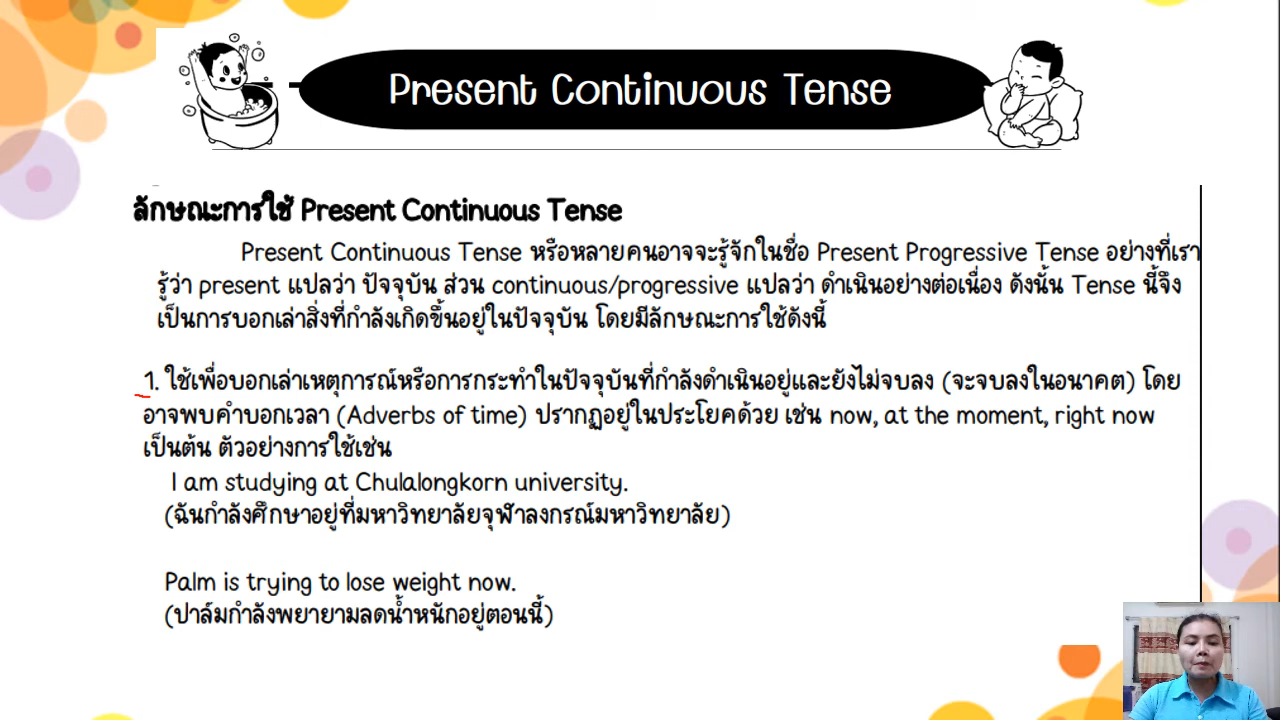 Present Continuous Tense
ลักษณะการใช้ Present Continuous Tense
Present Continuous Tense หรือหลายคนอาจจะรู้จักในชื่อ Present Progressive Tense อย่างที่เรา
รู้ว่า present แปลว่า ปัจจุบัน ส่วน continuous/progressive แปลว่า ดำเนินอย่างต่อเนื่อง ดังนั้น Tense นี้จึง
เป็นการบอกเล่าสิ่งที่กำลังเกิดขึ้นอยู่ในปัจจุบัน โดยมีลักษณะการใช้ดังนี้
1. ใช้เพื่อบอกเล่าเหตุการณ์หรือการกระทำในปัจจุบันที่กำลังดำเนินอยู่และยังไม่จบลง (จะจบลงในอนาคต) โดย
อาจพบคำบอกเวลา (Adverbs of time) ปรากฏอยู่ในประโยคด้วย เช่น now, at the moment, right now
เป็นต้น ตัวอย่างการใช้เช่น
I am studying at Chulalongkorn university.
(ฉันกำลังศึกษาอยู่ที่มหาวิทยาลัยจุฬาลงกรณ์มหาวิทยาลัย)
Palm is trying to lose weight now.
(ปาล์มกำลังพยายามลดน้ำหนักอยู่ตอนนี้)